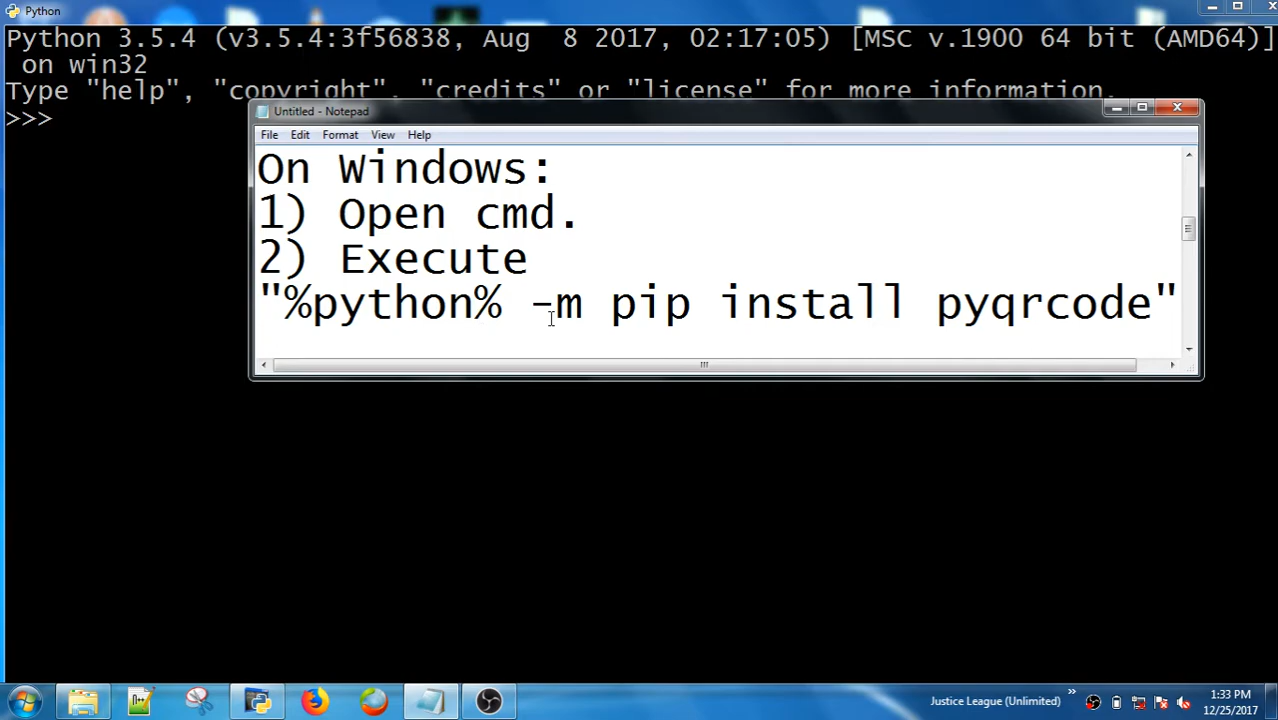 Python
Python 3.5.4 (v3.5.4:3f56838, Aug  8 2017, 02:17:05) [MSC v.1900 64 bit (AMD64)]
 on win32
Type "help", "copyright", "credits" or "license" for more information.
>>>
Untitled - Notepad
File Edit Format View Help
On Windows:
1) Open cmd.
2) Execute
"%python% -m pip install pyqrcode"
Justice League (Unlimited)
1:33 PM
12/25/2017